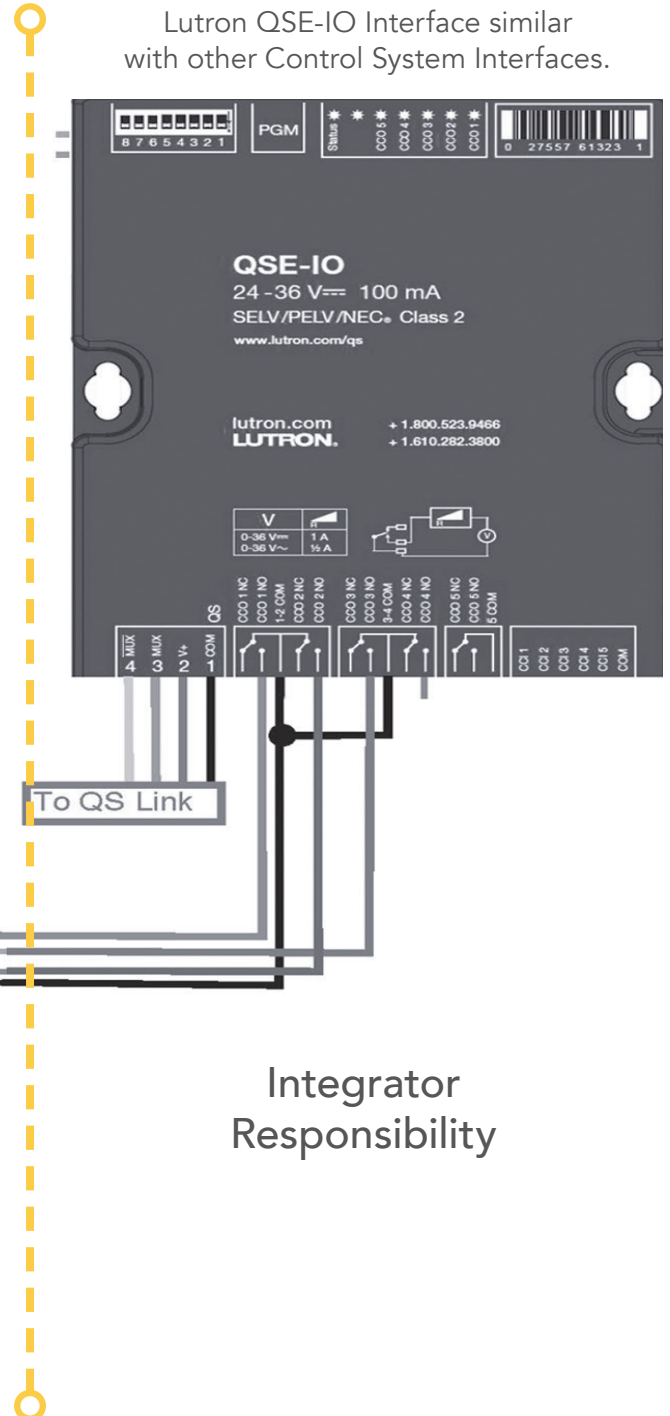 Lutron QSE-IO Interface similar
with other Control System Interfaces.
8 7 6 5 4 3 2 1
PGM
Status
CCO 5
CCO 4
CCO 3
CCO 2
CCO 1
0 27557 61323 1
QSE-IO
24-36 V⎓ 100 mA
SELV/PELV/NEC® Class 2
www.lutron.com/qs
lutron.com + 1.800.523.9466
LUTRON. + 1.610.282.3800
V
R
0-36 V⎓ 1 A
0-36 V~ ½ A
R
V
QS
4 MUX
3 MUX
2 V+
1 COM
CCO 1 NC
CCO 1 NO
1-2 COM
CCO 2 NC
CCO 2 NO
CCO 3 NC
CCO 3 NO
3-4 COM
CCO 4 NC
CCO 4 NO
CCO 5 NC
CCO 5 NO
5 COM
CCI 1
CCI 2
CCI 3
CCI 4
CCI 5
COM
To QS Link
Integrator
Responsibility